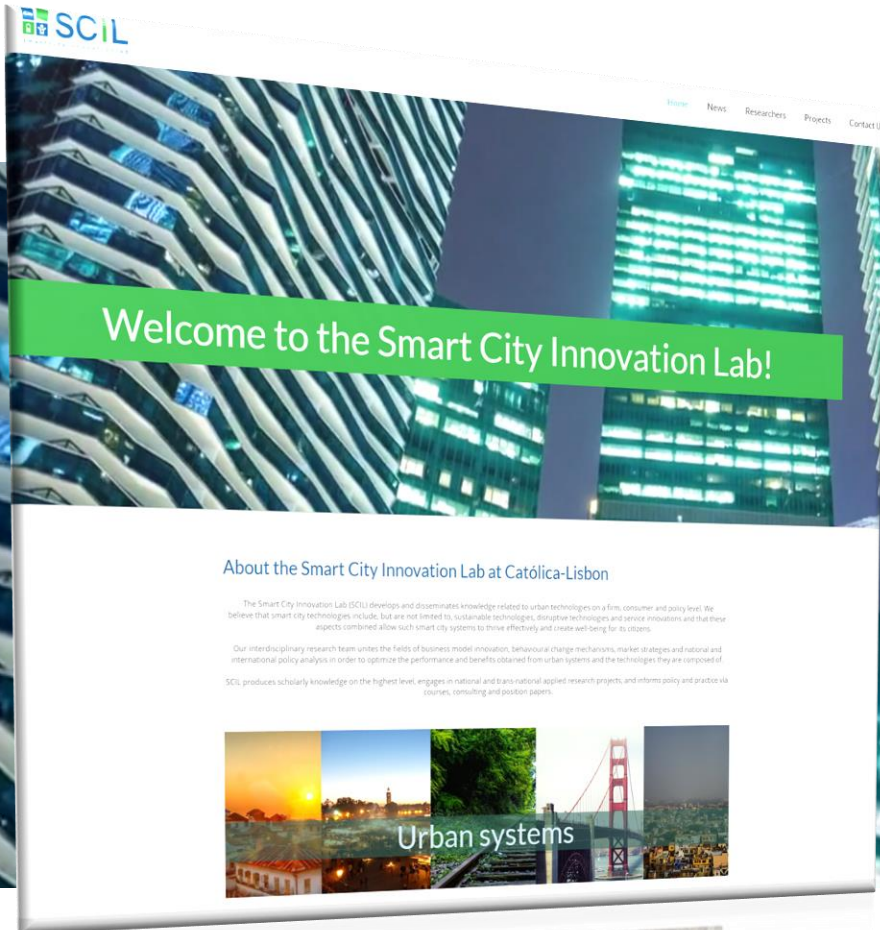 SCiL
Home News Researchers Projects Contact U
Welcome to the Smart City Innovation Lab!
About the Smart City Innovation Lab at Católica-Lisbon
The Smart City Innovation Lab (SCIL) develops and disseminates knowledge related to urban technologies on a firm, consumer and policy level. We
believe that smart city technologies include, but are not limited to, sustainable technologies, disruptive technologies and service innovations and that these
aspects combined allow such smart city systems to thrive effectively and create well-being for its citizens.
Our interdisciplinary research team unites the fields of business model innovation, behavioural change mechanisms, market strategies and national and
international policy analysis in order to optimize the performance and benefits obtained from urban systems and the technologies they are composed of.
SCIL produces scholarly knowledge on the highest level, engages in national and trans-national applied research projects, and informs policy and practice via
courses, consulting and position papers.
Urban systems